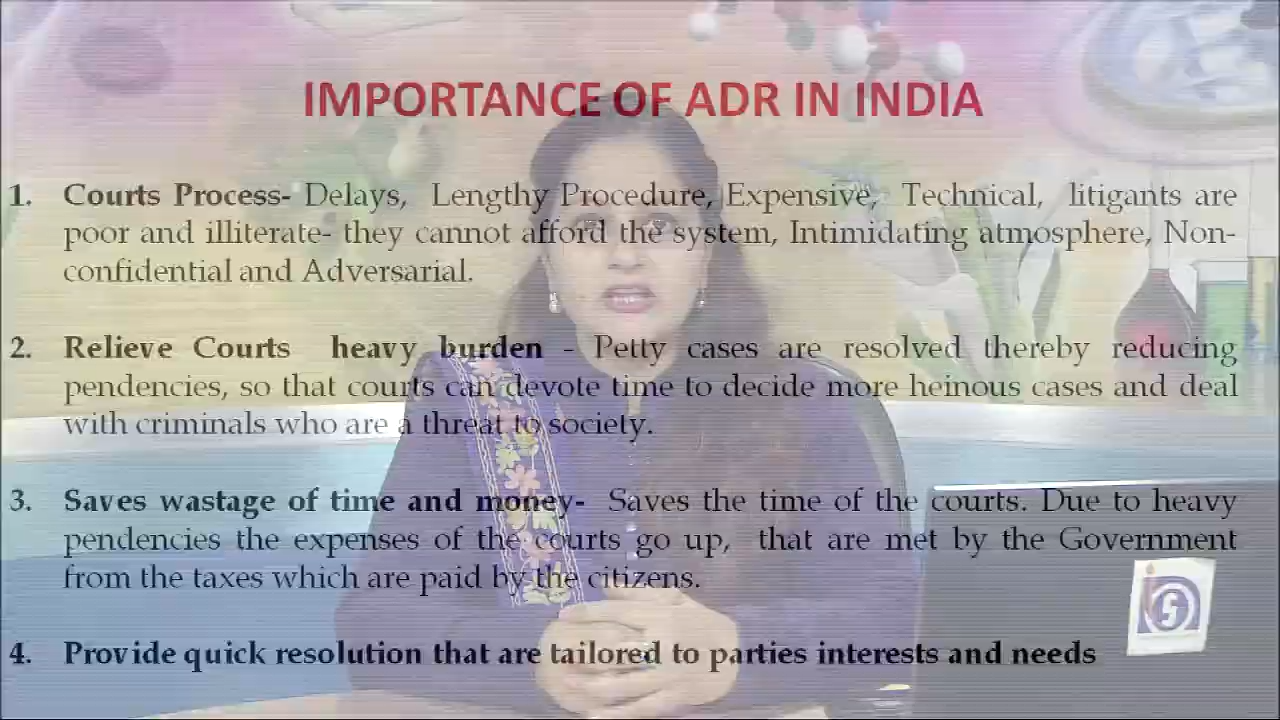 IMPORTANCE OF ADR IN INDIA
1. Courts Process- Delays, Lengthy Procedure, Expensive, Technical, litigants are
poor and illiterate- they cannot afford the system, Intimidating atmosphere, Non-
confidential and Adversarial.
2. Relieve Courts heavy burden - Petty cases are resolved thereby reducing
pendencies, so that courts can devote time to decide more heinous cases and deal
with criminals who are a threat to society.
3. Saves wastage of time and money- Saves the time of the courts. Due to heavy
pendencies the expenses of the courts go up, that are met by the Government
from the taxes which are paid by the citizens.
4. Provide quick resolution that are tailored to parties interests and needs